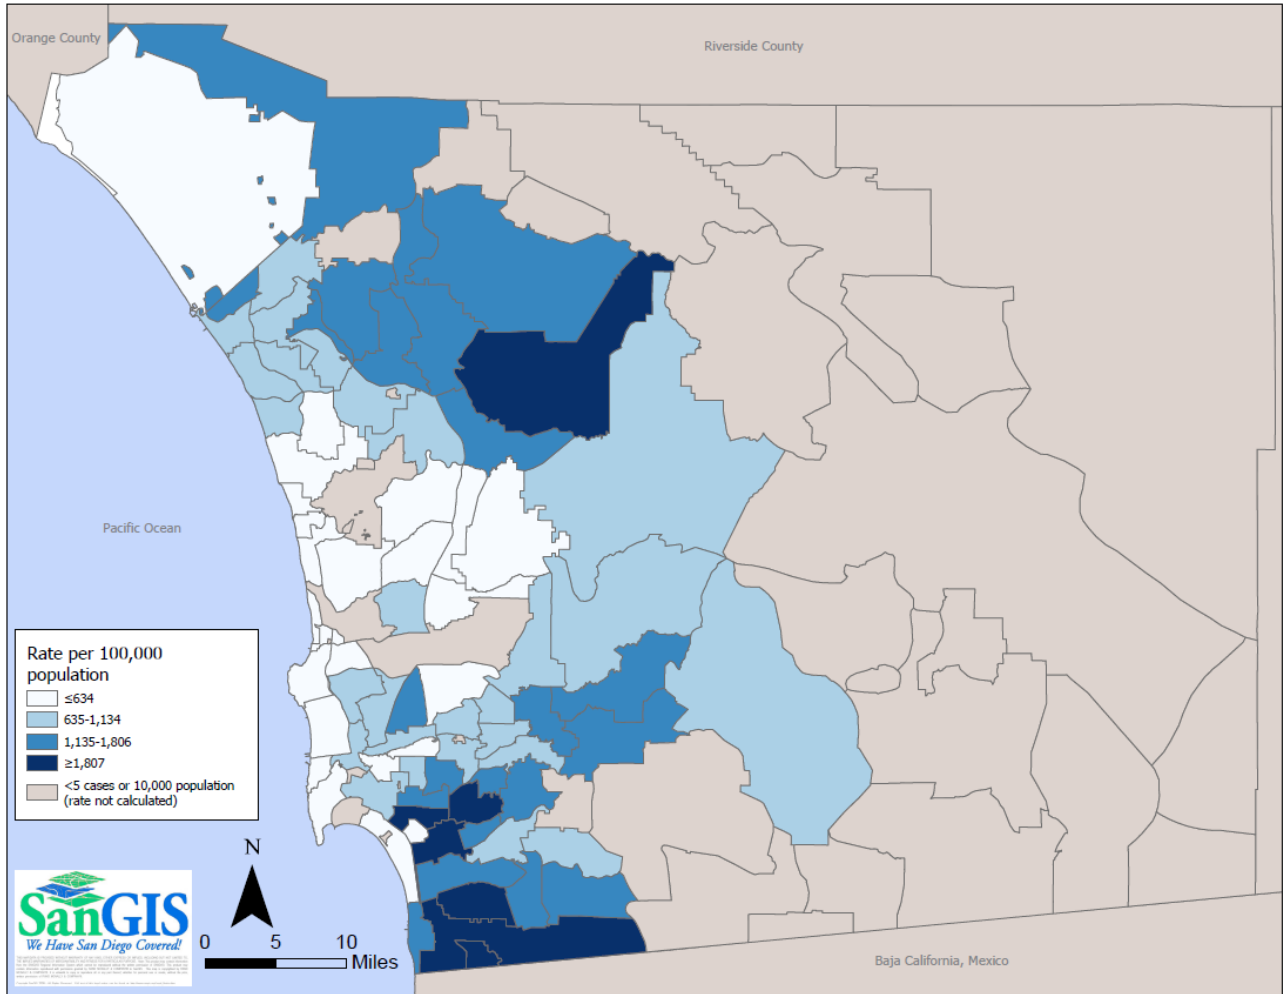 Orange County
Riverside County
Pacific Ocean
Rate per 100,000
population
≤634
635-1,134
1,135-1,806
≥1,807
<5 cases or 10,000 population
(rate not calculated)
N
SanGIS
We Have San Diego Covered!
0 5 10
Miles
Baja California, Mexico